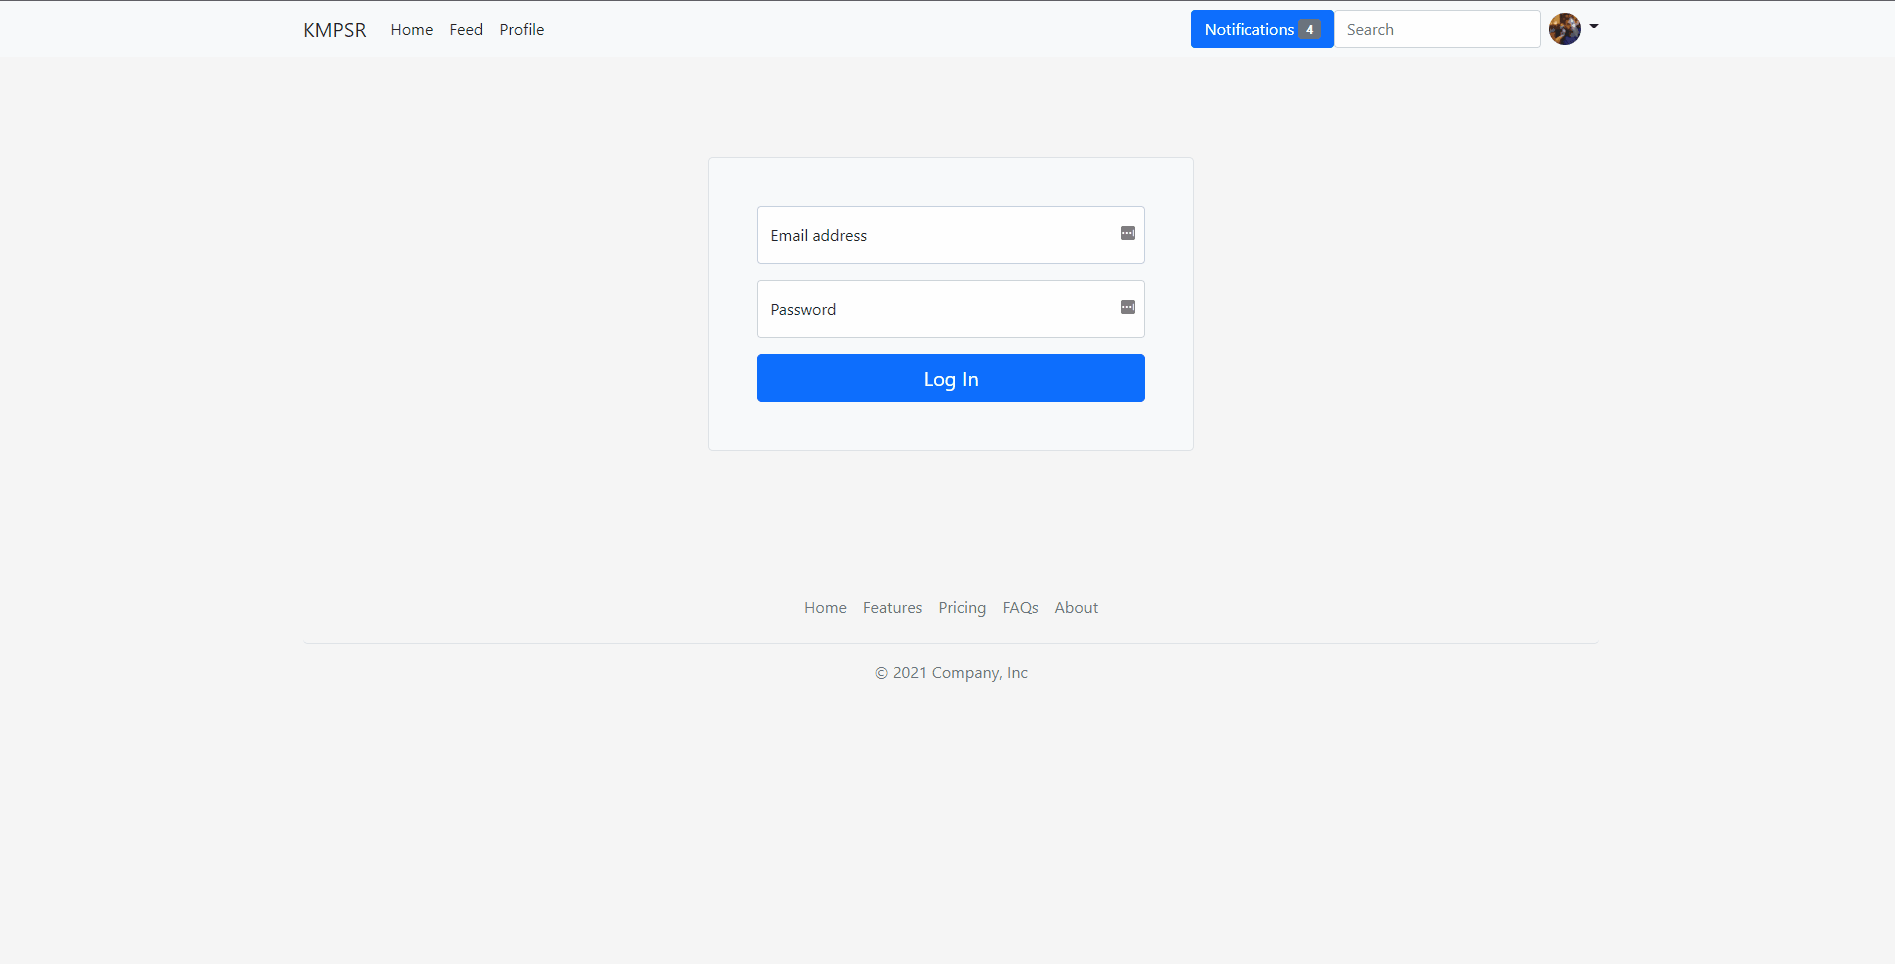 KMPSR Home Feed Profile Notifications 4 Search
Email address
Password
Log In
Home Features Pricing FAQs About
© 2021 Company, Inc